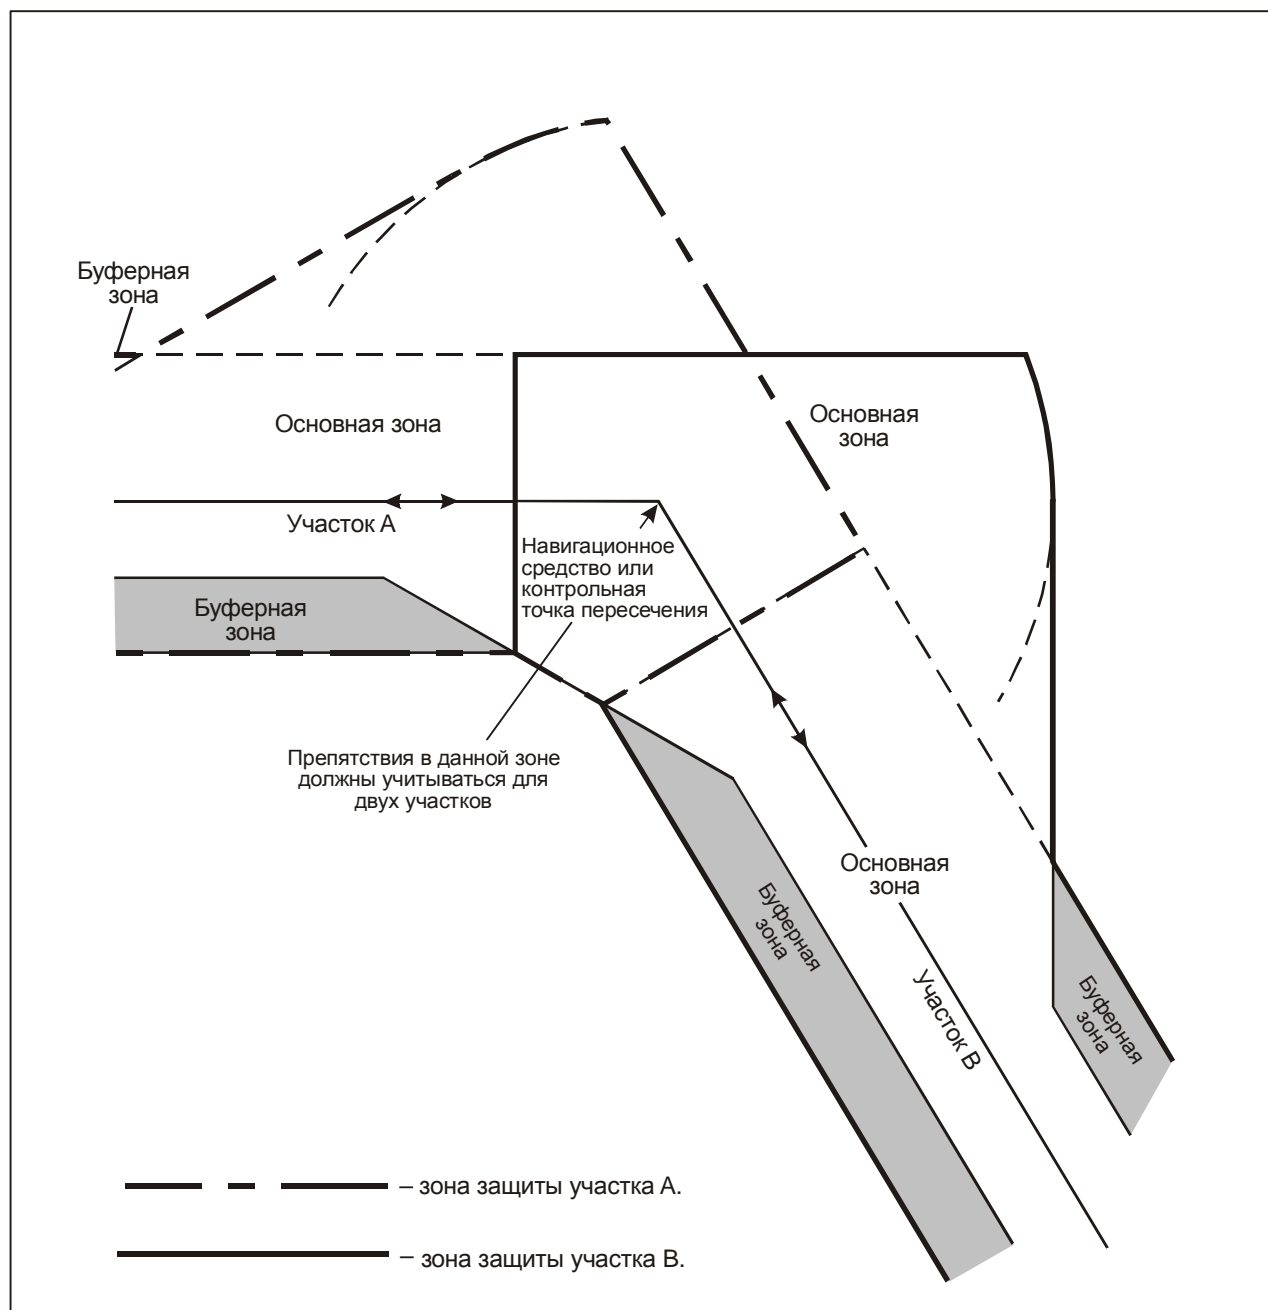 Буферная
зона
Основная зона
Основная
зона
Участок А
Навигационное
средство или
контрольная
точка пересечения
Буферная
зона
Препятствия в данной зоне
должны учитываться для
двух участков
Основная
зона
Буферная
зона
Участок В
Буферная
зона
– зона защиты участка А.
– зона защиты участка В.